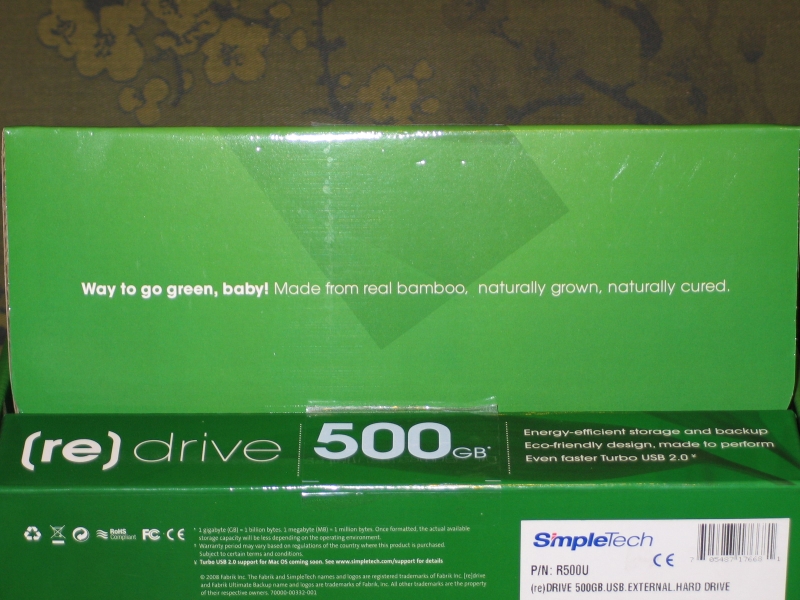 Way to go green, baby! Made from real bamboo, naturally grown, naturally cured.
(re) drive
500GB*
Energy-efficient storage and backup
Eco-friendly design, made to perform
Even faster Turbo USB 2.0 ¥
RoHS
Compliant
FC CE
* 1 gigabyte (GB) = 1 billion bytes. 1 megabyte (MB) = 1 million bytes. Once formatted, the actual available
storage capacity will be less depending on the operating environment.
* Warranty period may vary based on regulations of the country where this product is purchased.
Subject to certain terms and conditions.
¥ Turbo USB 2.0 support for Mac OS coming soon. See www.simpletech.com/support for details
© 2008 Fabrik Inc. The Fabrik and SimpleTech names and logos are registered trademarks of Fabrik Inc. [re]drive
and Fabrik Ultimate Backup name and logos are trademarks of Fabrik, Inc. All other trademarks are the property
of their respective owners. 70000-00332-001
SimpleTech
CE
P/N: R500U
(re)DRIVE 500GB.USB.EXTERNAL.HARD DRIVE